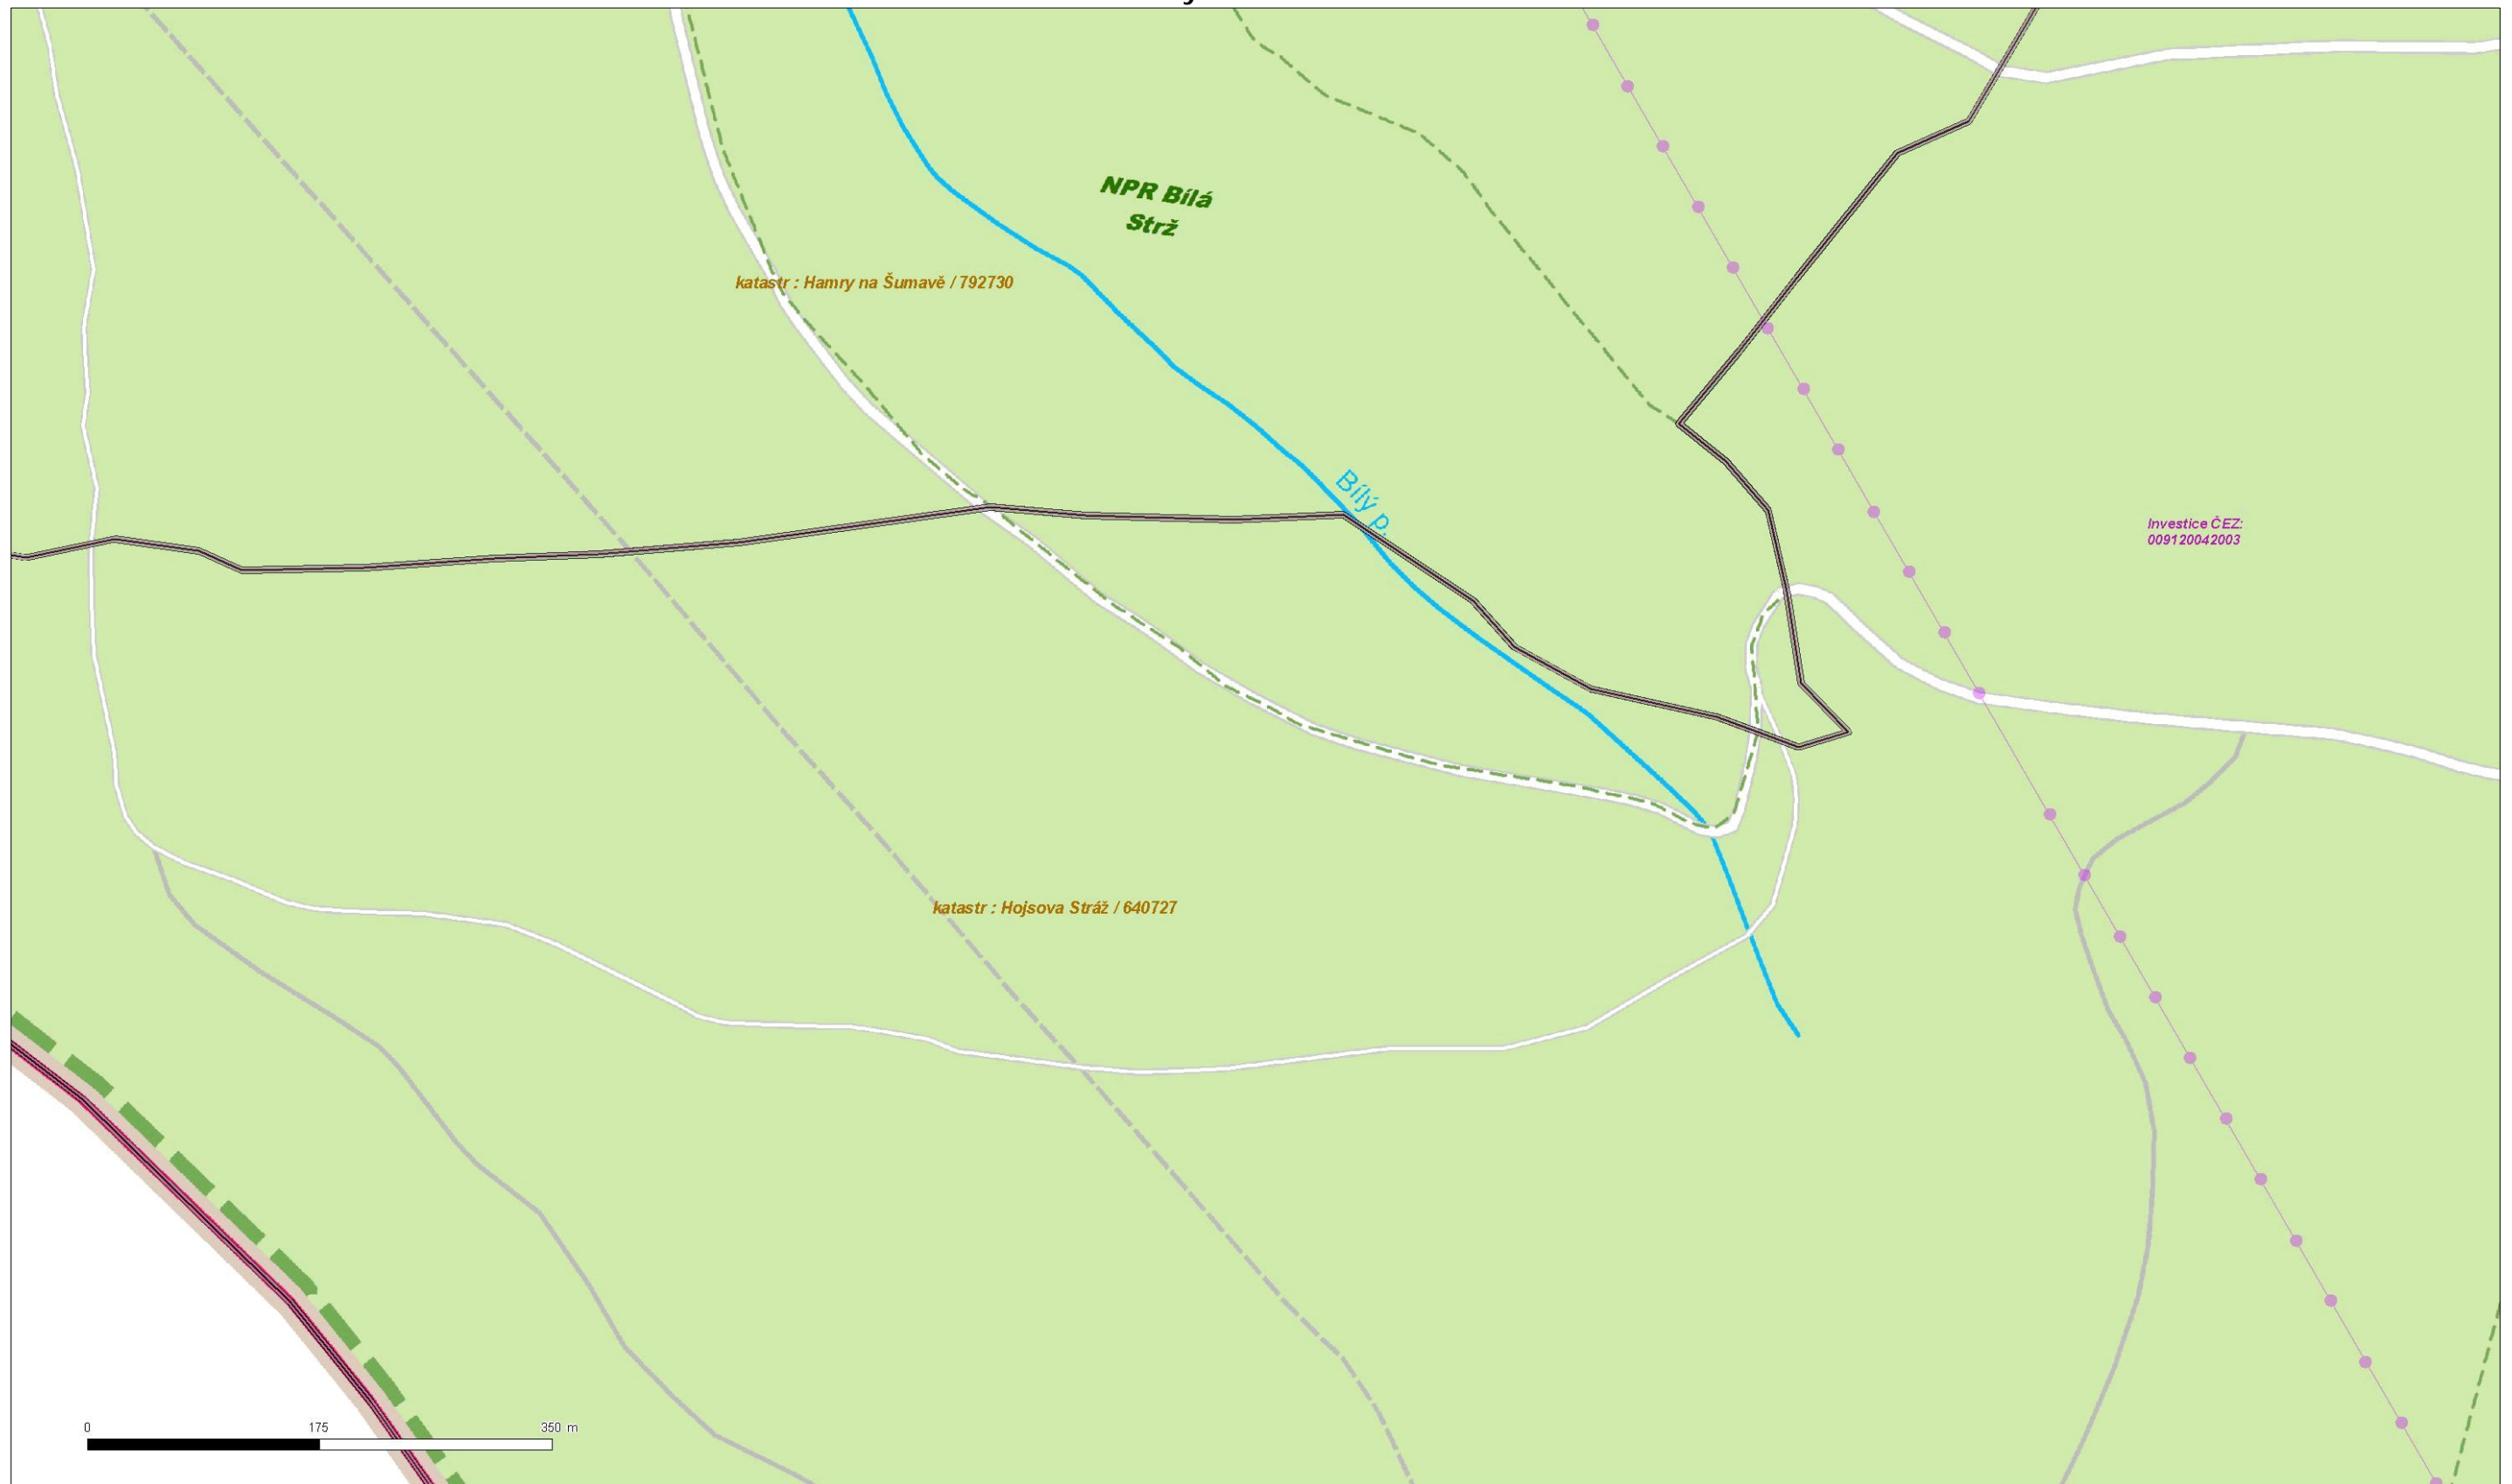 NPR Bílá
Strž
katastr : Hamry na Šumavě / 792730
Bílý p.
Investice ČEZ:
009120042003
katastr : Hojsova Stráž / 640727
0 175 350 m